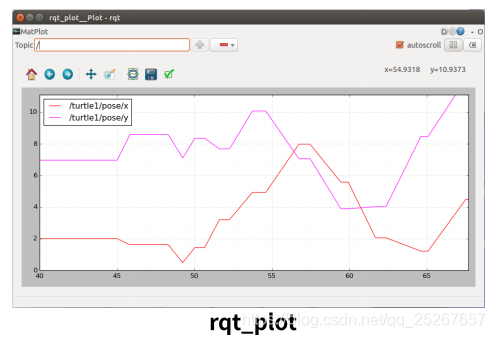 rqt_plot__Plot - rqt
MatPlot
D
- O
Topic /
autoscroll
x=54.9318 y=10.9373
/turtle1/pose/x
/turtle1/pose/y
10
8
6
4
2
0
40 45 50 55 60 65
rqt_plot
https://blog.csdn.net/qq_25267657